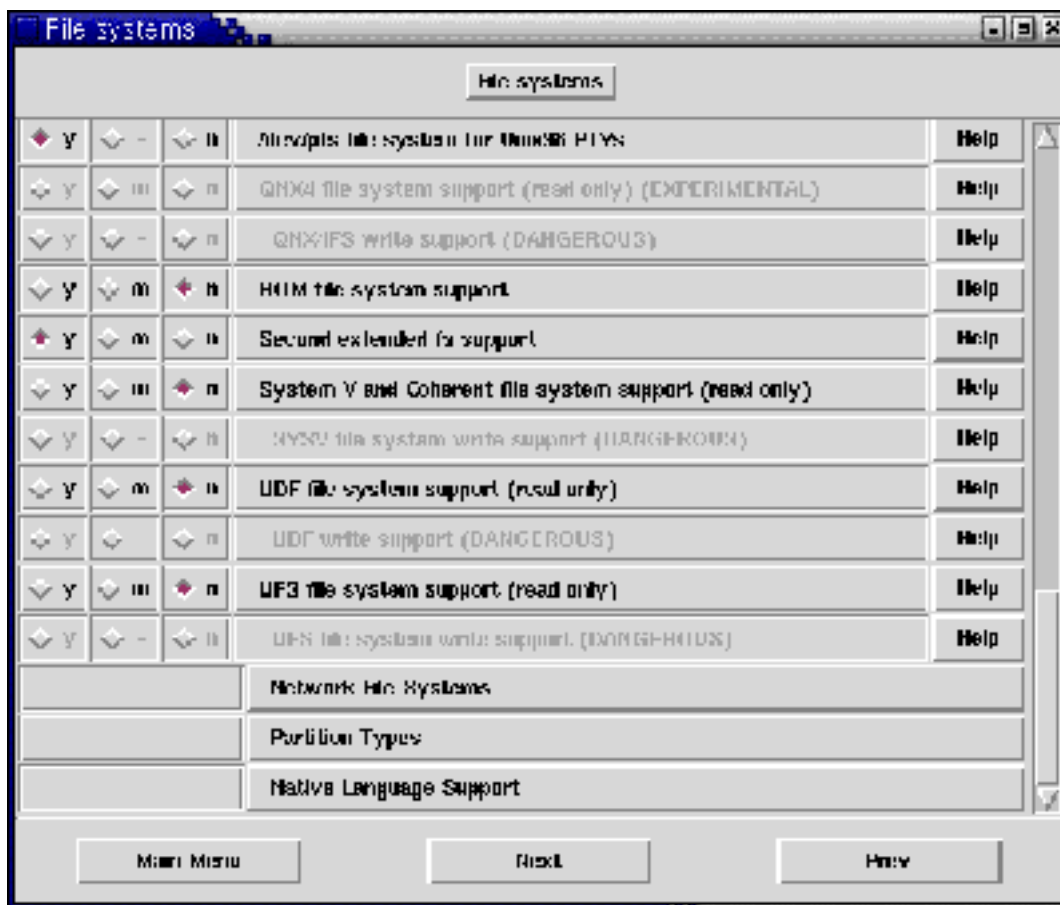 File systems
File systems
y - n /dev/pts file system for Unix98 PTYs Help
y m n QNX4 file system support (read only) (EXPERIMENTAL) Help
y - n QNX4FS write support (DANGEROUS) Help
y m n ROM file system support Help
y m n Second extended fs support Help
y m n System V and Coherent file system support (read only) Help
y - n SYSV file system write support (DANGEROUS) Help
y m n UDF file system support (read only) Help
y n UDF write support (DANGEROUS) Help
y m n UFS file system support (read only) Help
y - n UFS file system write support (DANGEROUS) Help
Network File Systems
Partition Types
Native Language Support
Main Menu
Next
Prev